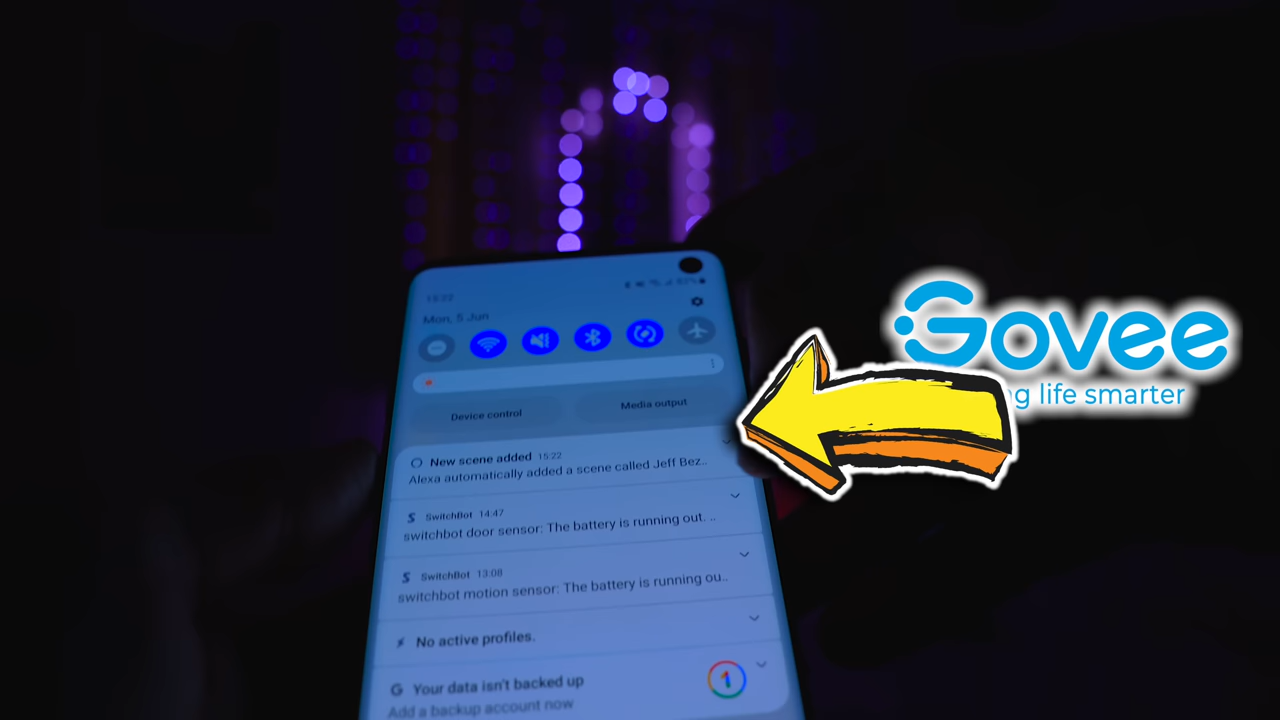 15:22
Mon, 5 Jun
Device control
Media output
New scene added 15:22
Alexa automatically added a scene called Jeff Bez..
SwitchBot 14:47
switchbot door sensor: The battery is running out. ..
SwitchBot 13:08
switchbot motion sensor: The battery is running ou..
No active profiles.
G Your data isn't backed up
1
Add a backup account now
Govee
life smarter